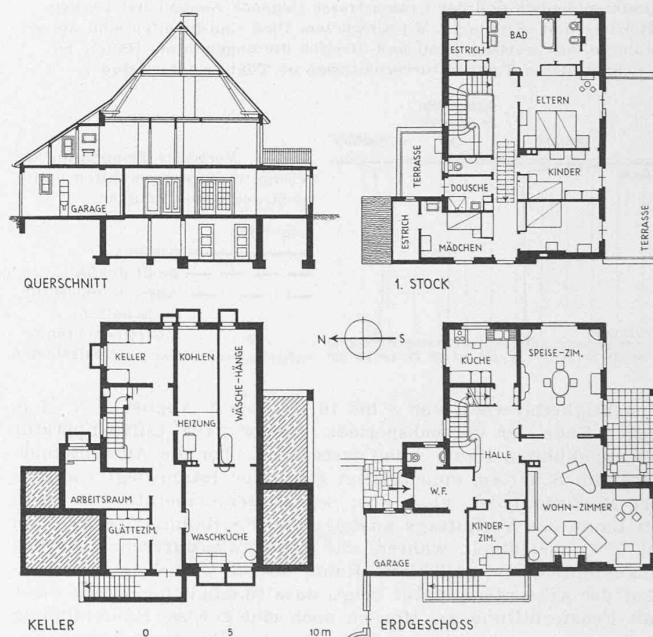 GARAGE
QUERSCHNITT
ESTRICH
BAD
ELTERN
TERRASSE
KINDER
DOUSCHE
ESTRICH
MÄDCHEN
TERRASSE
1. STOCK
N S
KELLER
KOHLEN
WÄSCHE-HÄNGE
HEIZUNG
ARBEITSRAUM
GLÄTTEZIM.
WASCHKÜCHE
KELLER
0 5 10 m
KÜCHE
SPEISE-ZIM.
HALLE
W.F.
WOHN-ZIMMER
KINDER-
ZIM.
GARAGE
ERDGESCHOSS